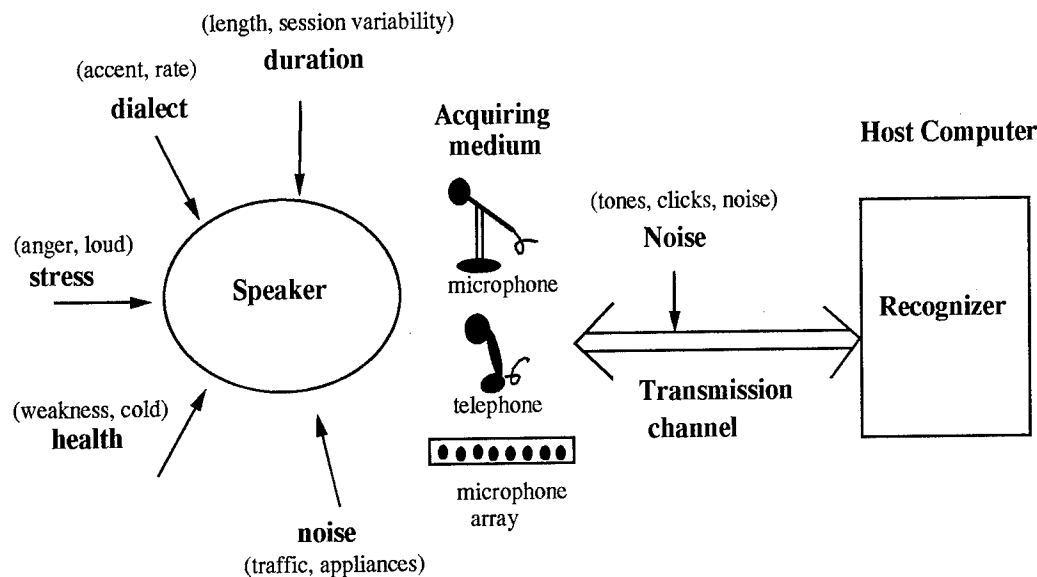 (length, session variability)
duration
(accent, rate)
dialect
(anger, loud)
stress
Speaker
(weakness, cold)
health
noise
(traffic, appliances)
Acquiring
medium
microphone
telephone
microphone
array
(tones, clicks, noise)
Noise
Transmission
channel
Host Computer
Recognizer